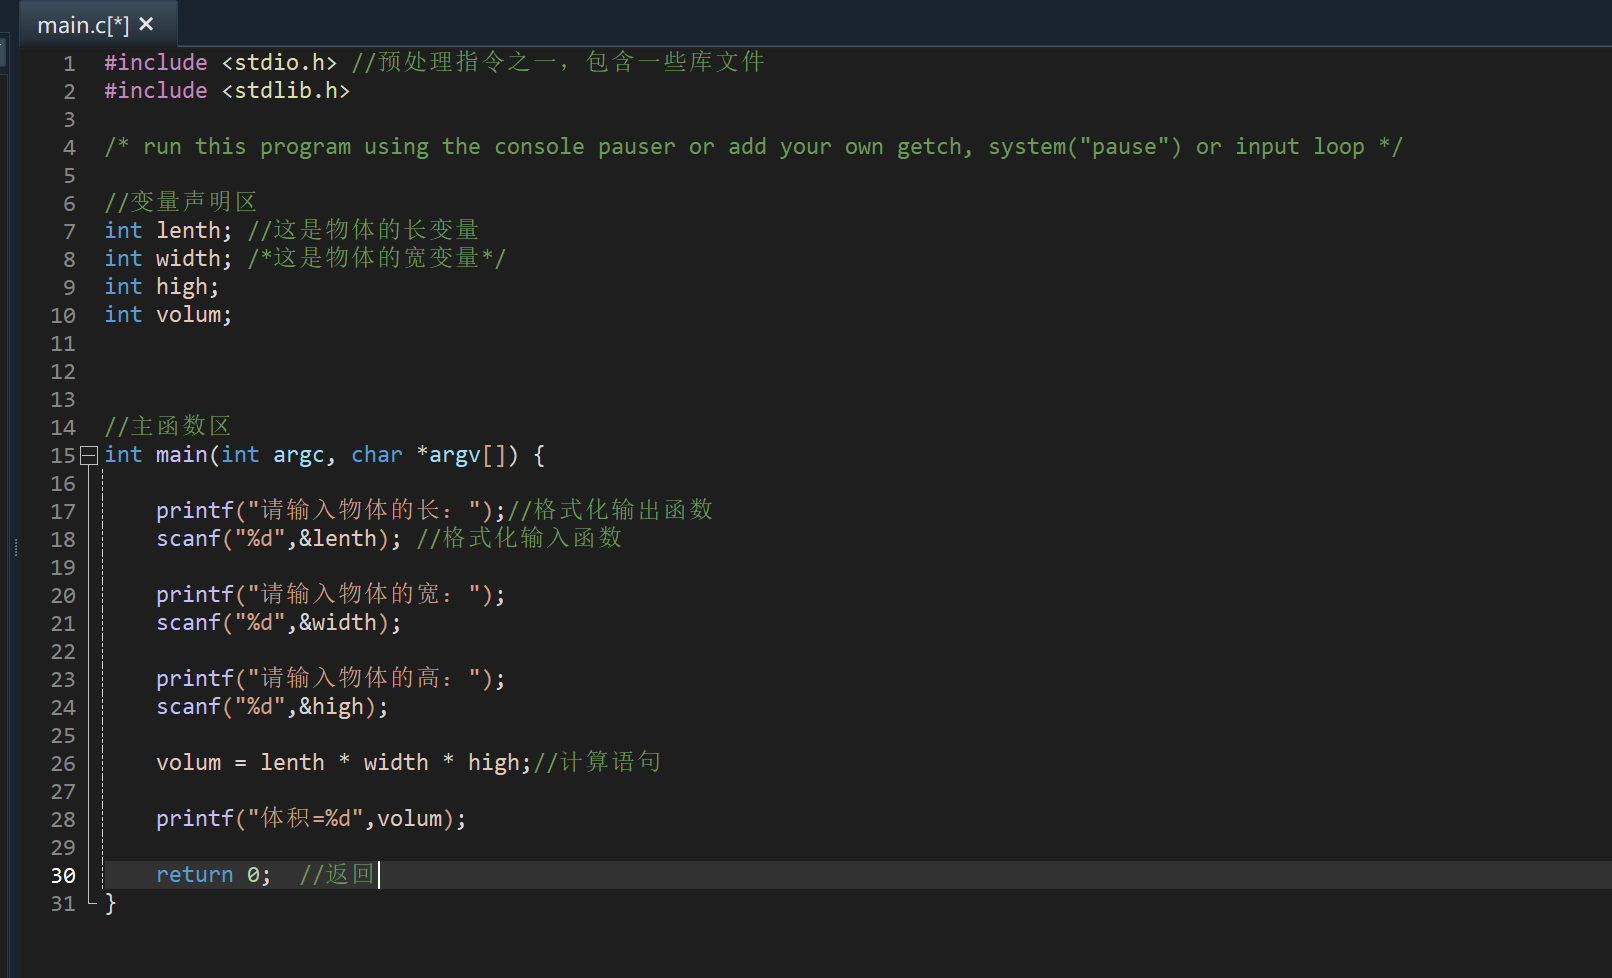 main.c[*] ×
1 #include <stdio.h> //预处理指令之一，包含一些库文件
2 #include <stdlib.h>
3
4 /* run this program using the console pauser or add your own getch, system("pause") or input loop */
5
6 //变量声明区
7 int lenth; //这是物体的长变量
8 int width; /*这是物体的宽变量*/
9 int high;
10 int volum;
11
12
13
14 //主函数区
15 int main(int argc, char *argv[]) {
16
17 printf("请输入物体的长: ");//格式化输出函数
18 scanf("%d",&lenth); //格式化输入函数
19
20 printf("请输入物体的宽: ");
21 scanf("%d",&width);
22
23 printf("请输入物体的高: ");
24 scanf("%d",&high);
25
26 volum = lenth * width * high;//计算语句
27
28 printf("体积=%d",volum);
29
30 return 0;  //返回
31 }